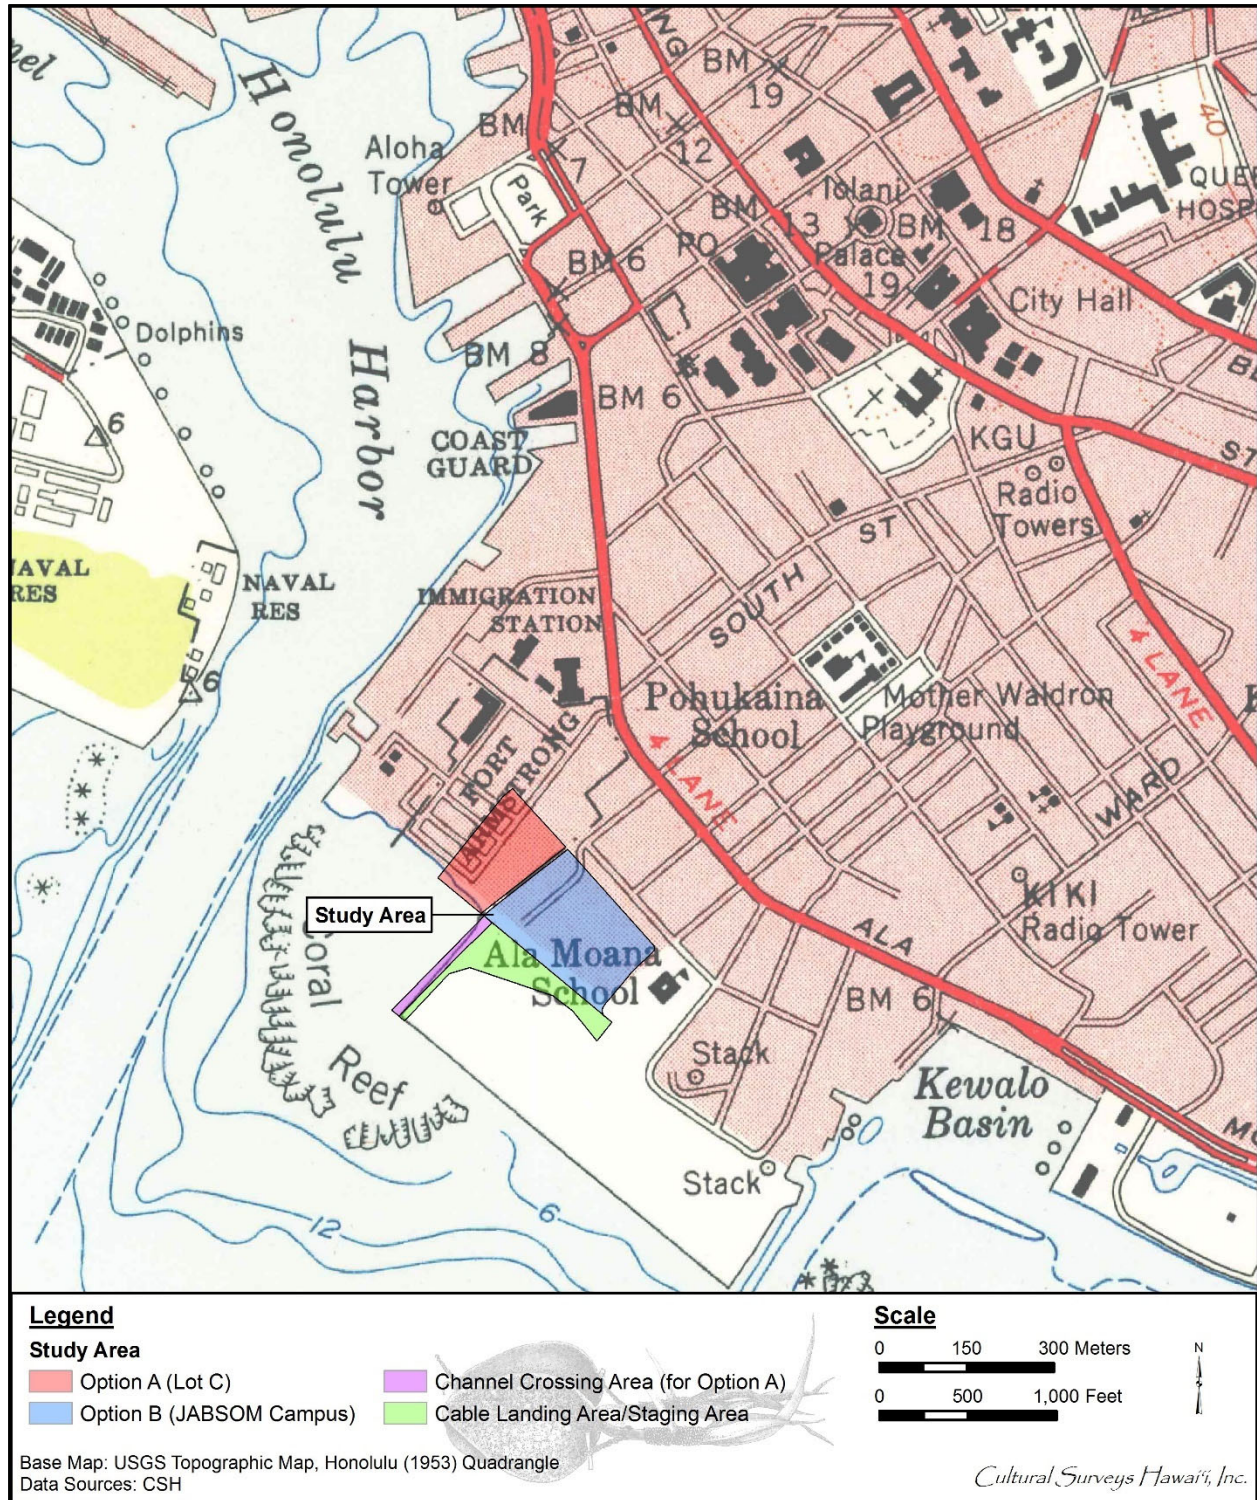 Honolulu
Harbor
Aloha
Tower
BM
7
Park
BM
19
BM
12
BM
13
Iolani
Palace
BM
18
19
PO
40
City Hall
BM 6
BM 8
BM 6
Dolphins
6
COAST
GUARD
KGU
Radio
Towers
ST
SOUTH
ST
NAVAL
RES
NAVAL
RES
6
IMMIGRATION
STATION
4 LANE
Pohukaina
School
Mother Waldron
Playground
4 LANE
WARD
FORT
ARMSTRONG
KIKI
Radio Tower
Study Area
Ala Moana
School
ALA
BM 6
Coral
Reef
Stack
Kewalo
Basin
Stack
12
6
Legend
Study Area
Option A (Lot C)
Option B (JABSOM Campus)
Channel Crossing Area (for Option A)
Cable Landing Area/Staging Area
Scale
0 150 300 Meters
0 500 1,000 Feet
N
Base Map: USGS Topographic Map, Honolulu (1953) Quadrangle
Data Sources: CSH
Cultural Surveys Hawaiʻi, Inc.